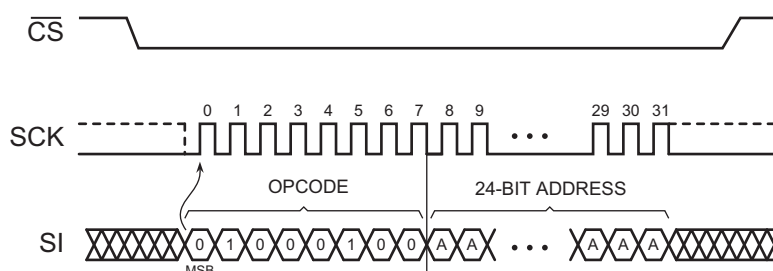 CS
0 1 2 3 4 5 6 7 8 9 29 30 31
SCK
OPCODE 24-BIT ADDRESS
SI 0 1 0 0 0 1 0 0 A A A A A
MSB